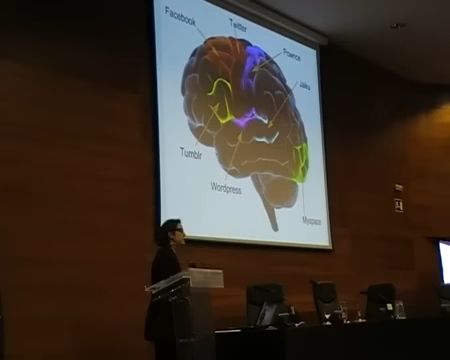 Facebook
Twitter
Pownce
Jaiku
Tumblr
Wordpress
Myspace